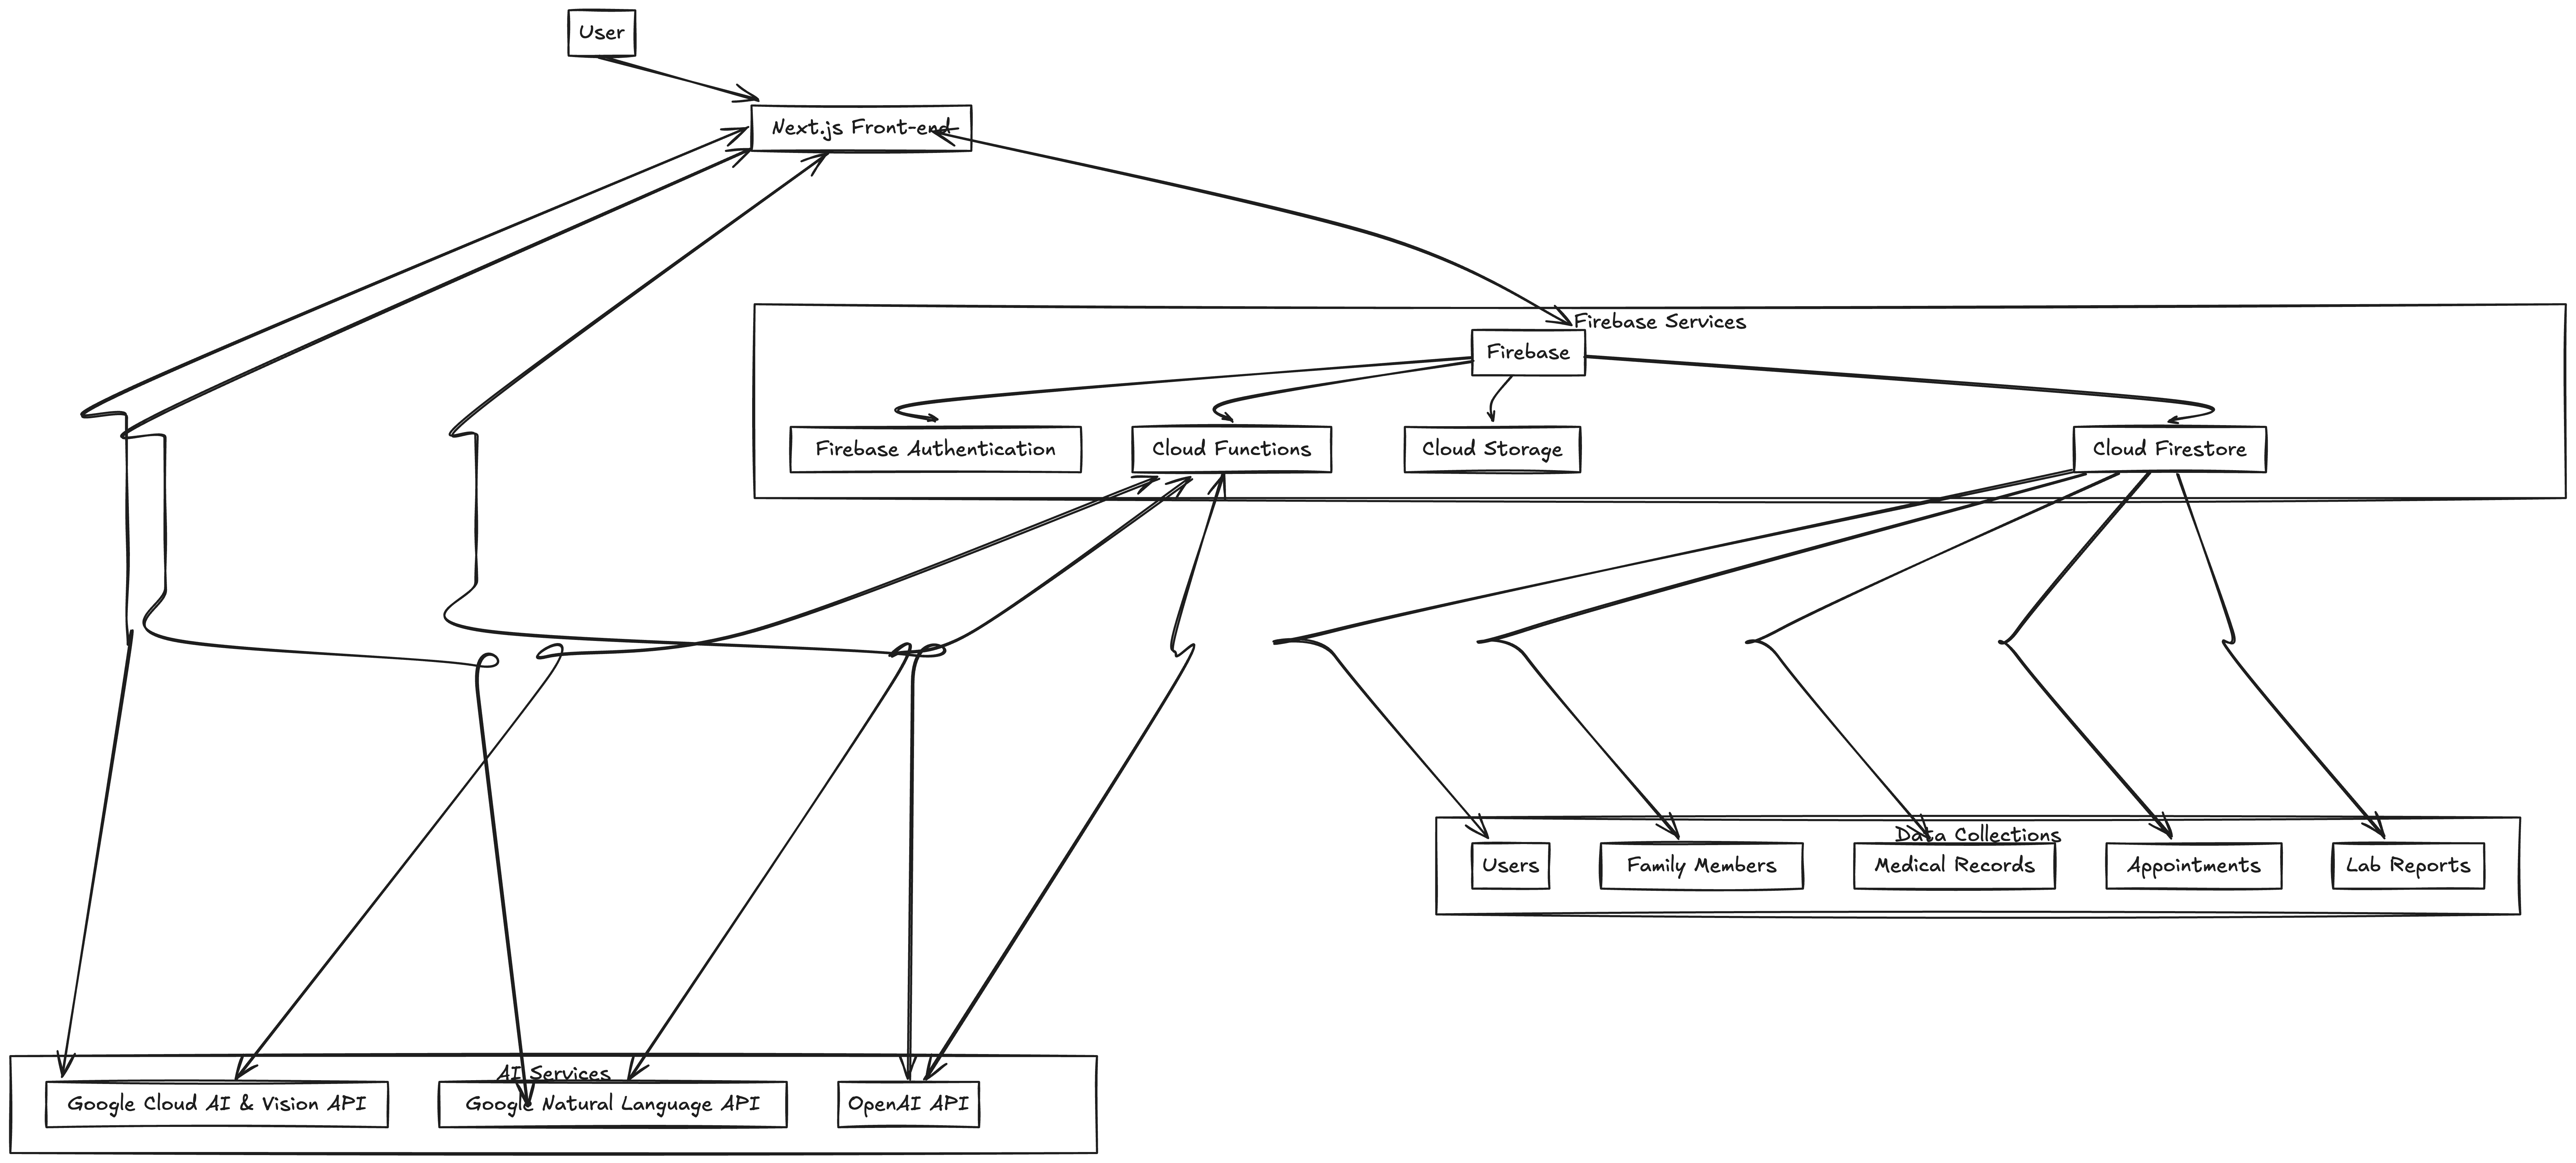 User
Next.js Front-end
Firebase Services
Firebase
Firebase Authentication
Cloud Functions
Cloud Storage
Cloud Firestore
Data Collections
Users
Family Members
Medical Records
Appointments
Lab Reports
AI Services
Google Cloud AI & Vision API
Google Natural Language API
OpenAI API